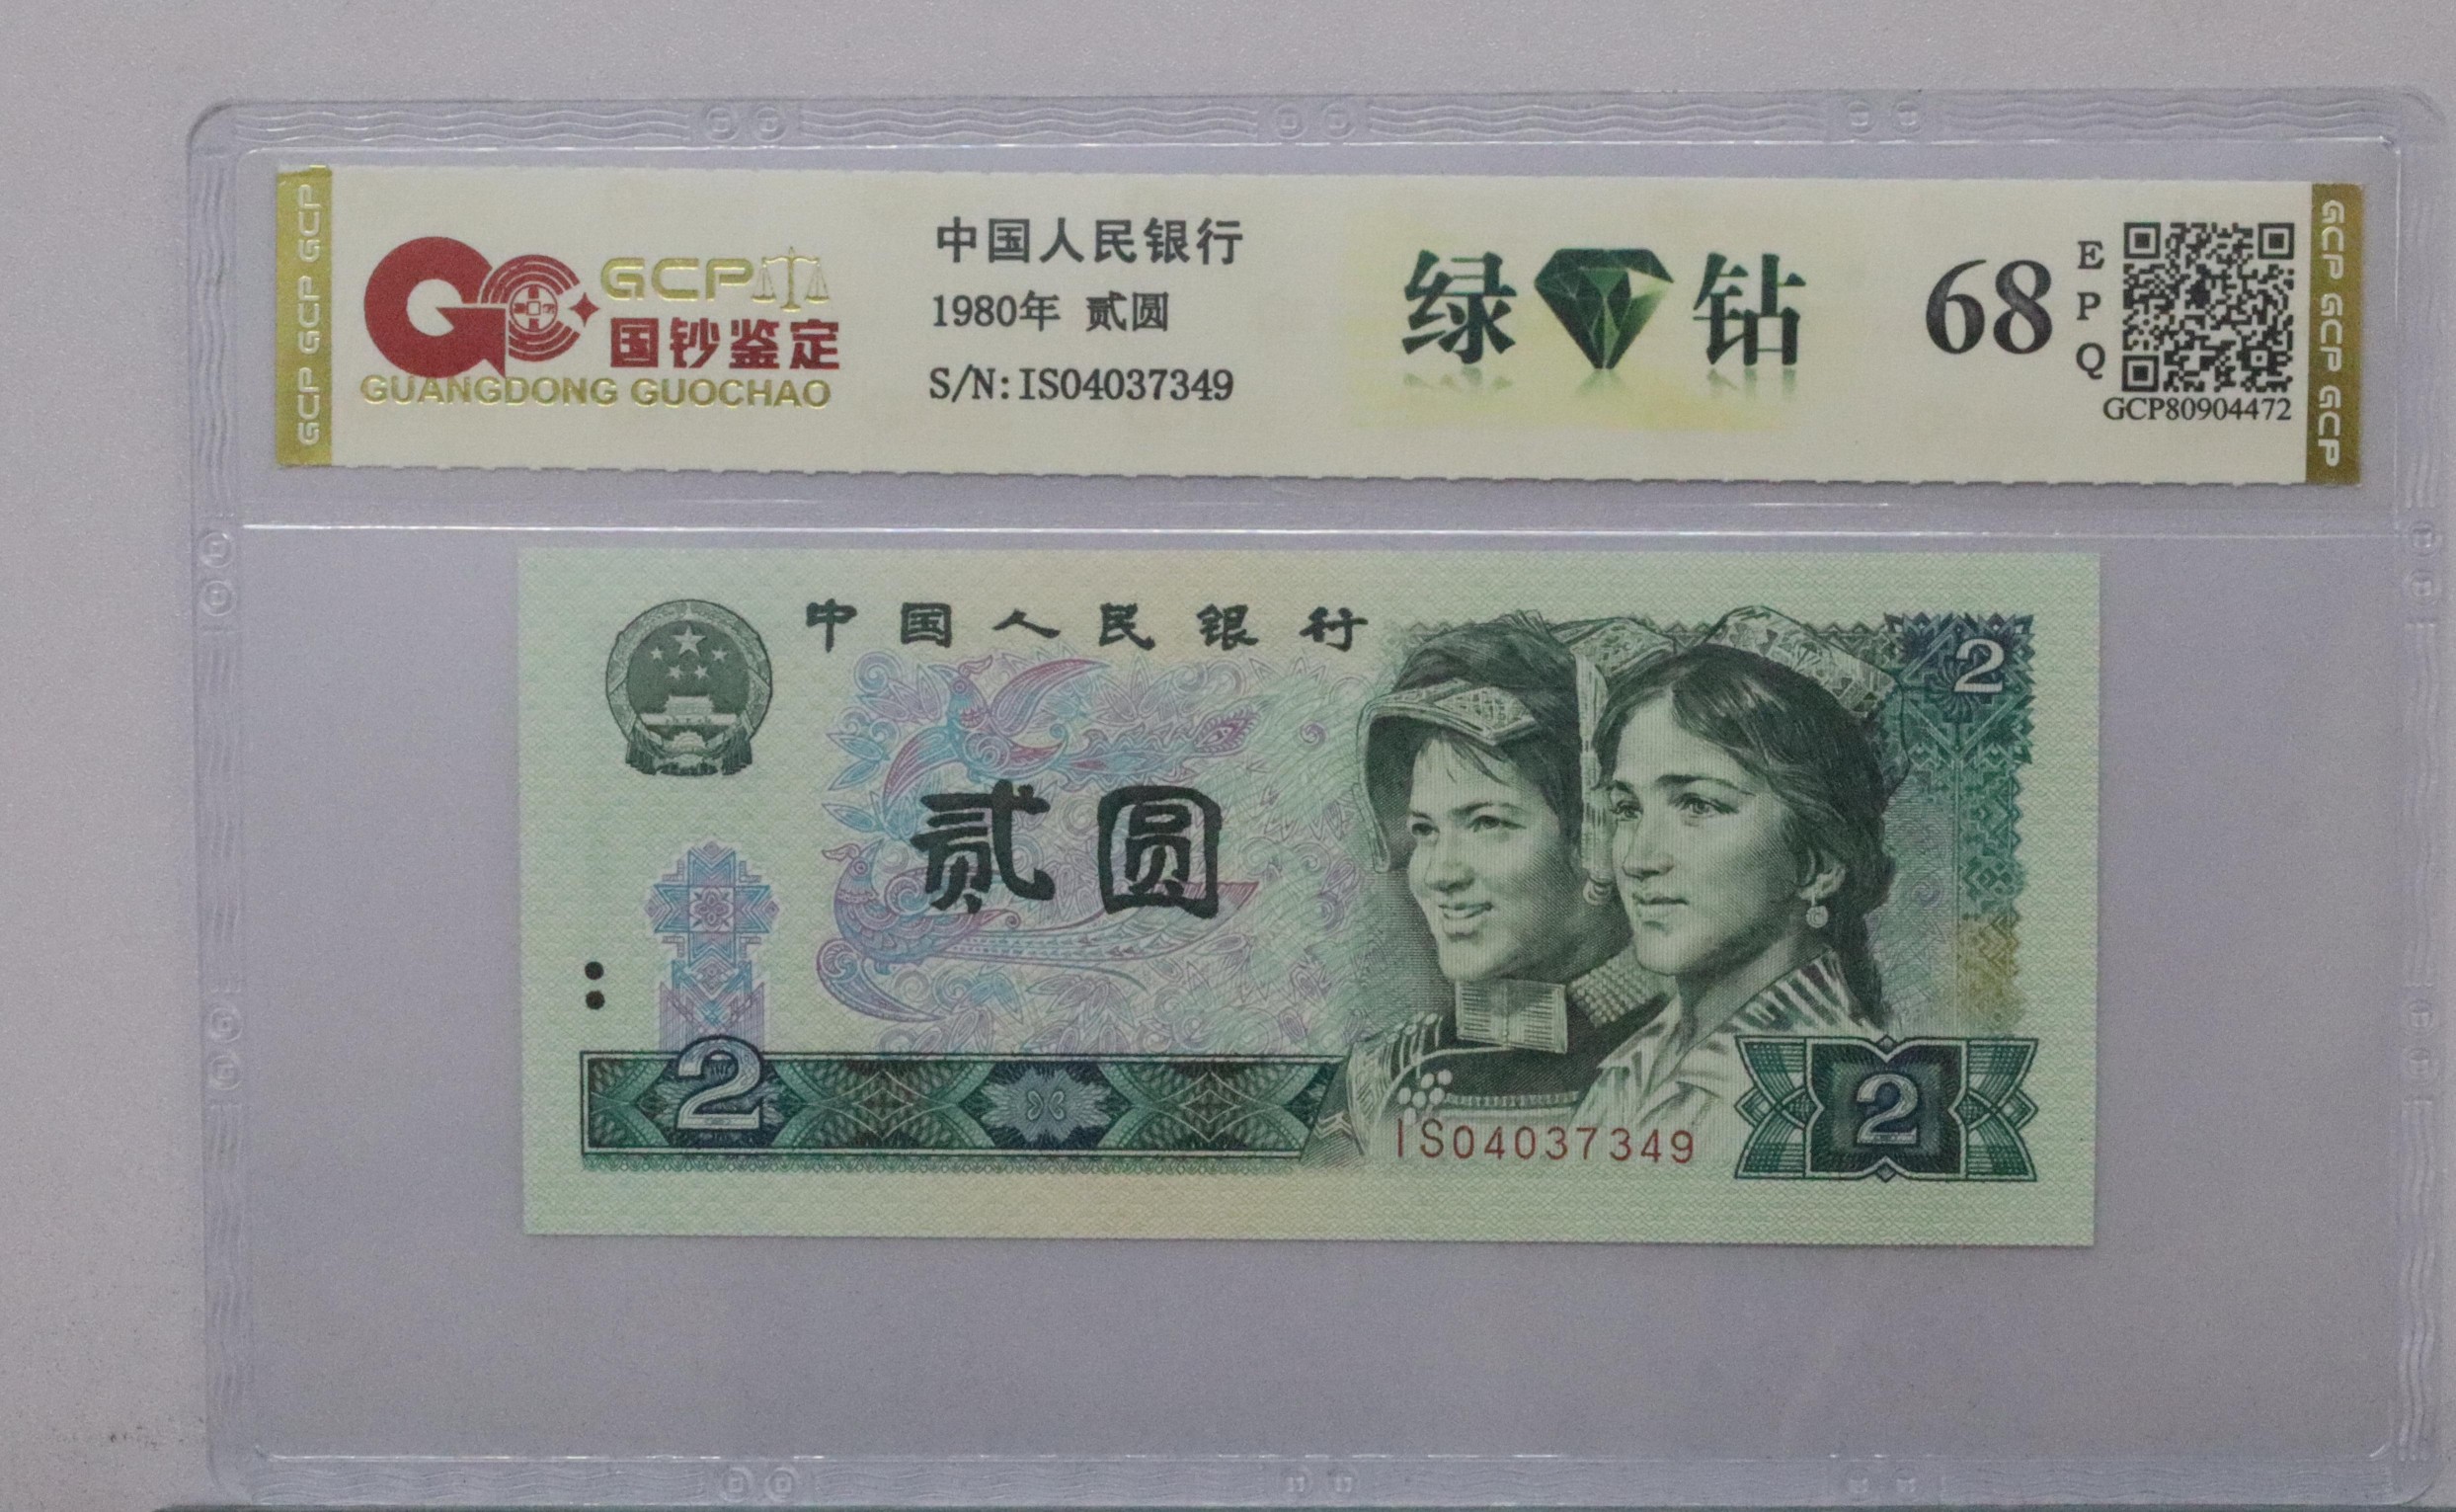 GCP GCP GCP
GCP
国钞鉴定
GUANGDONG GUOCHAO
中国人民银行
1980年 贰圆
S/N: IS04037349
绿钻
68
E
P
Q
GCP80904472
GCP GCP GCP
中国人民银行
2
贰圆
2
IS04037349
2